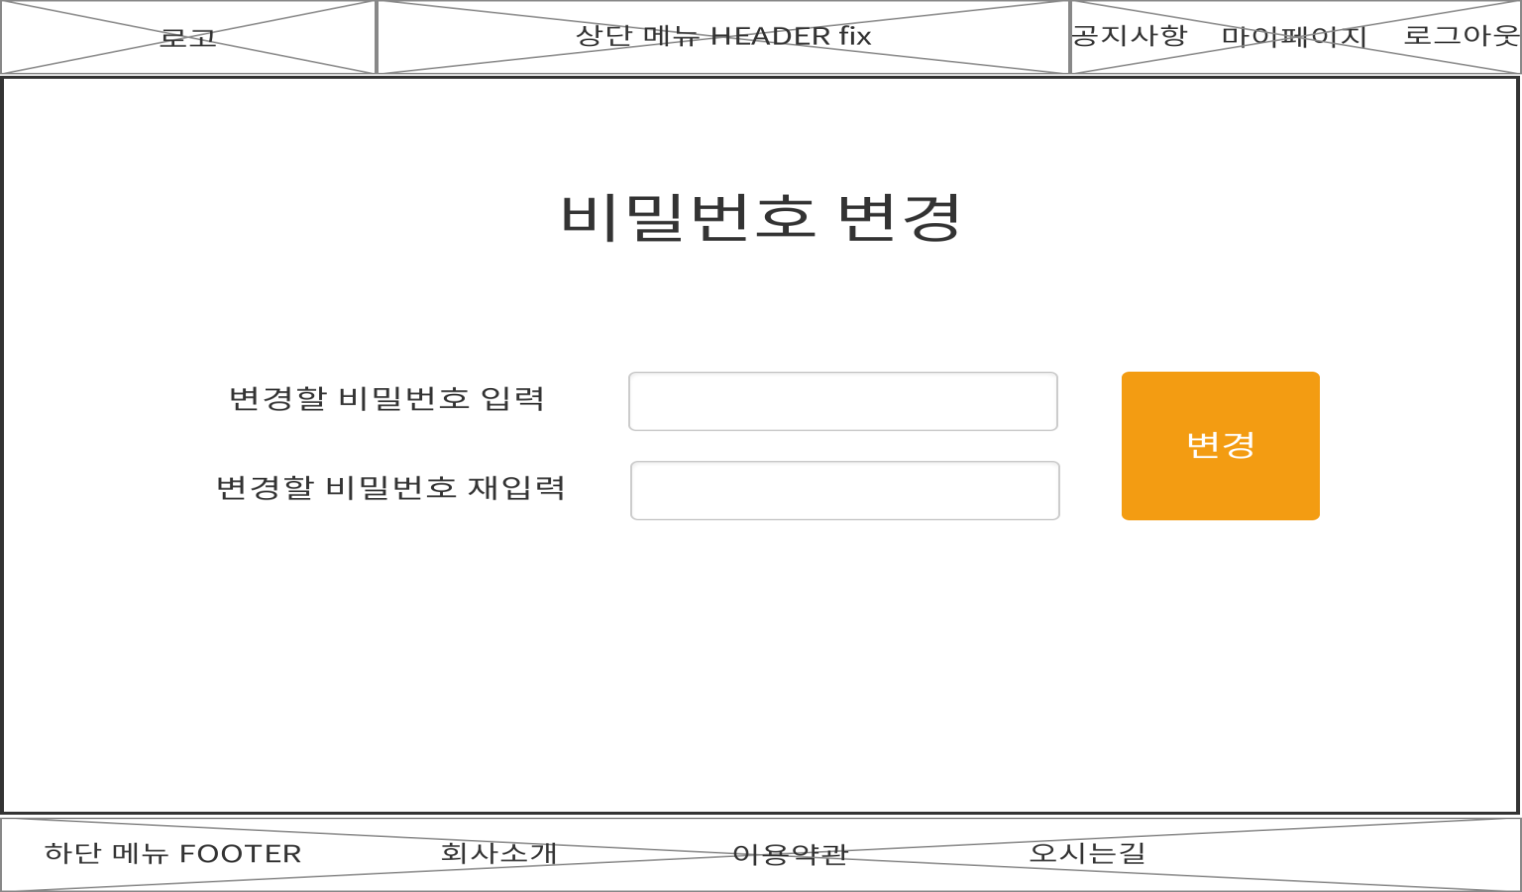 로고 상단 메뉴 HEADER fix 공지사항 마이페이지 로그아웃
비밀번호 변경
변경할 비밀번호 입력
변경할 비밀번호 재입력
변경
하단 메뉴 FOOTER 회사소개 이용약관 오시는길